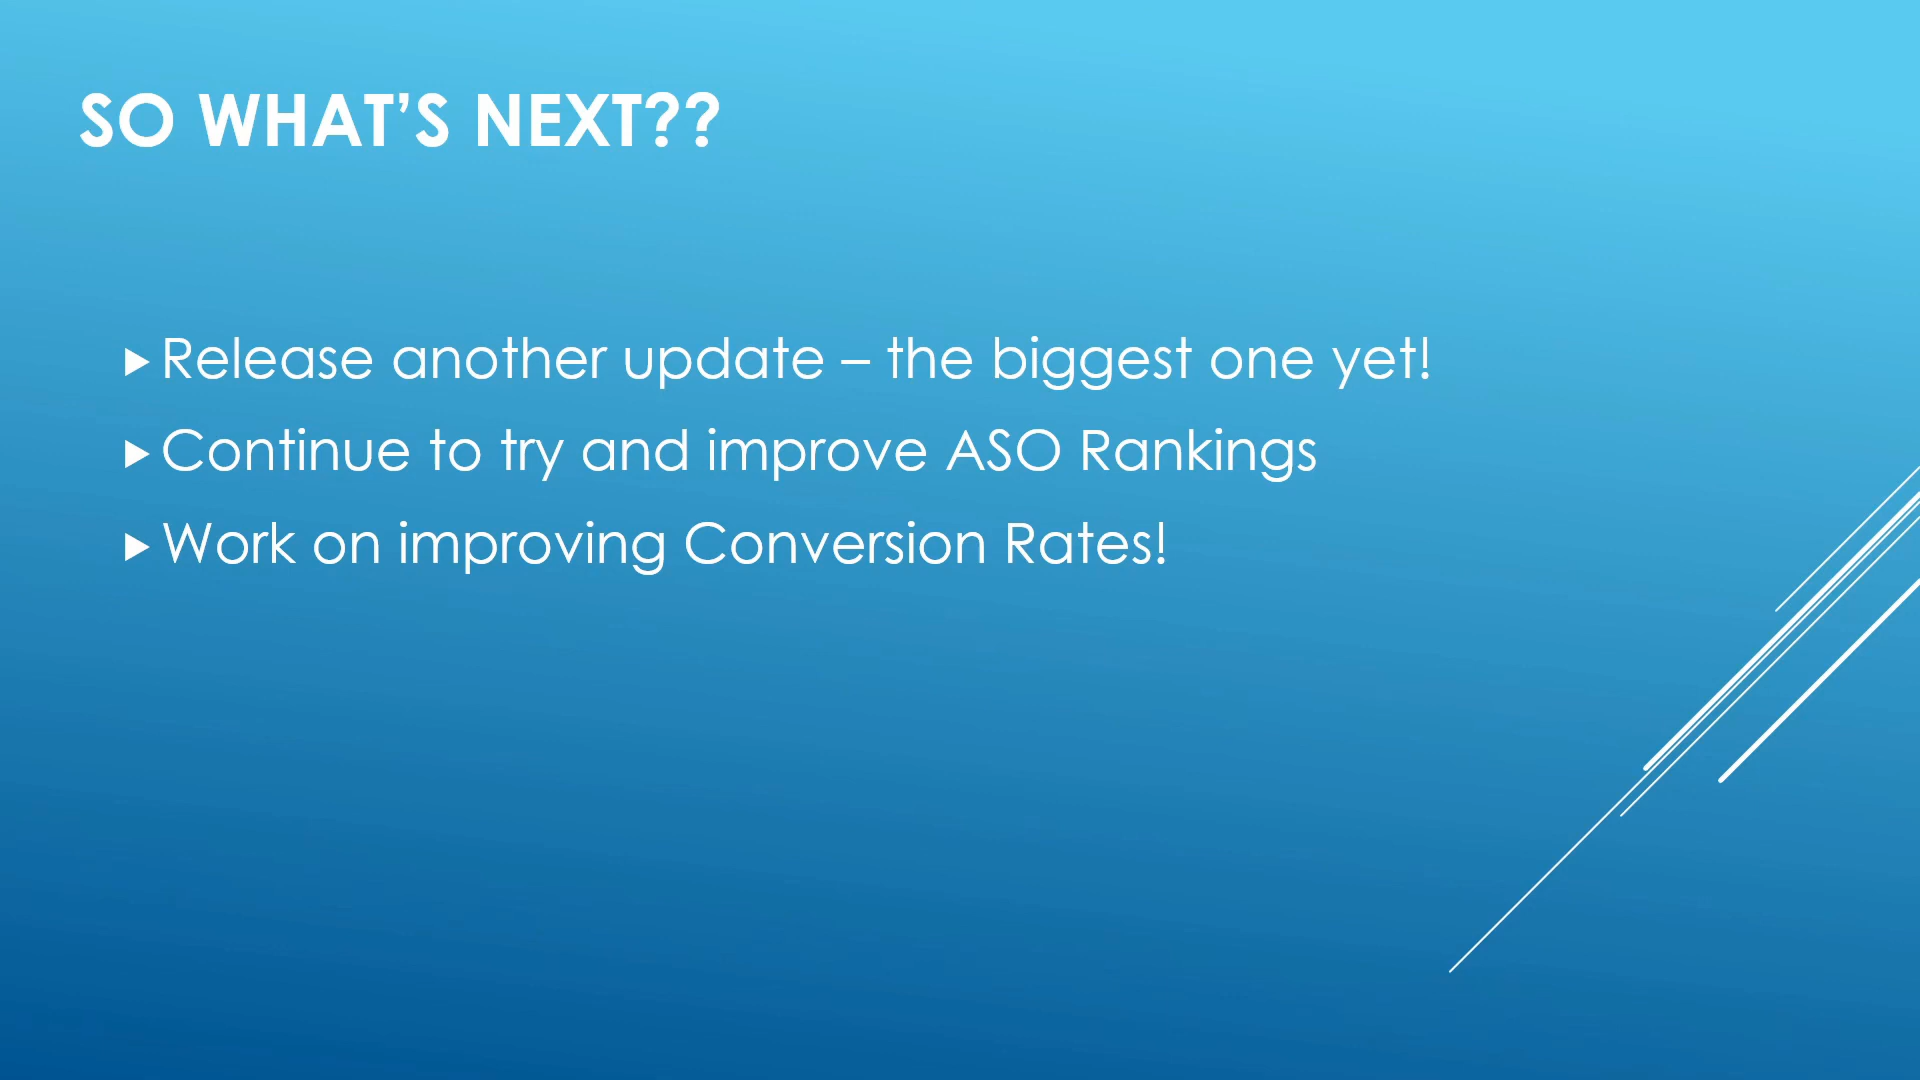 SO WHAT’S NEXT??
Release another update – the biggest one yet!
Continue to try and improve ASO Rankings
Work on improving Conversion Rates!